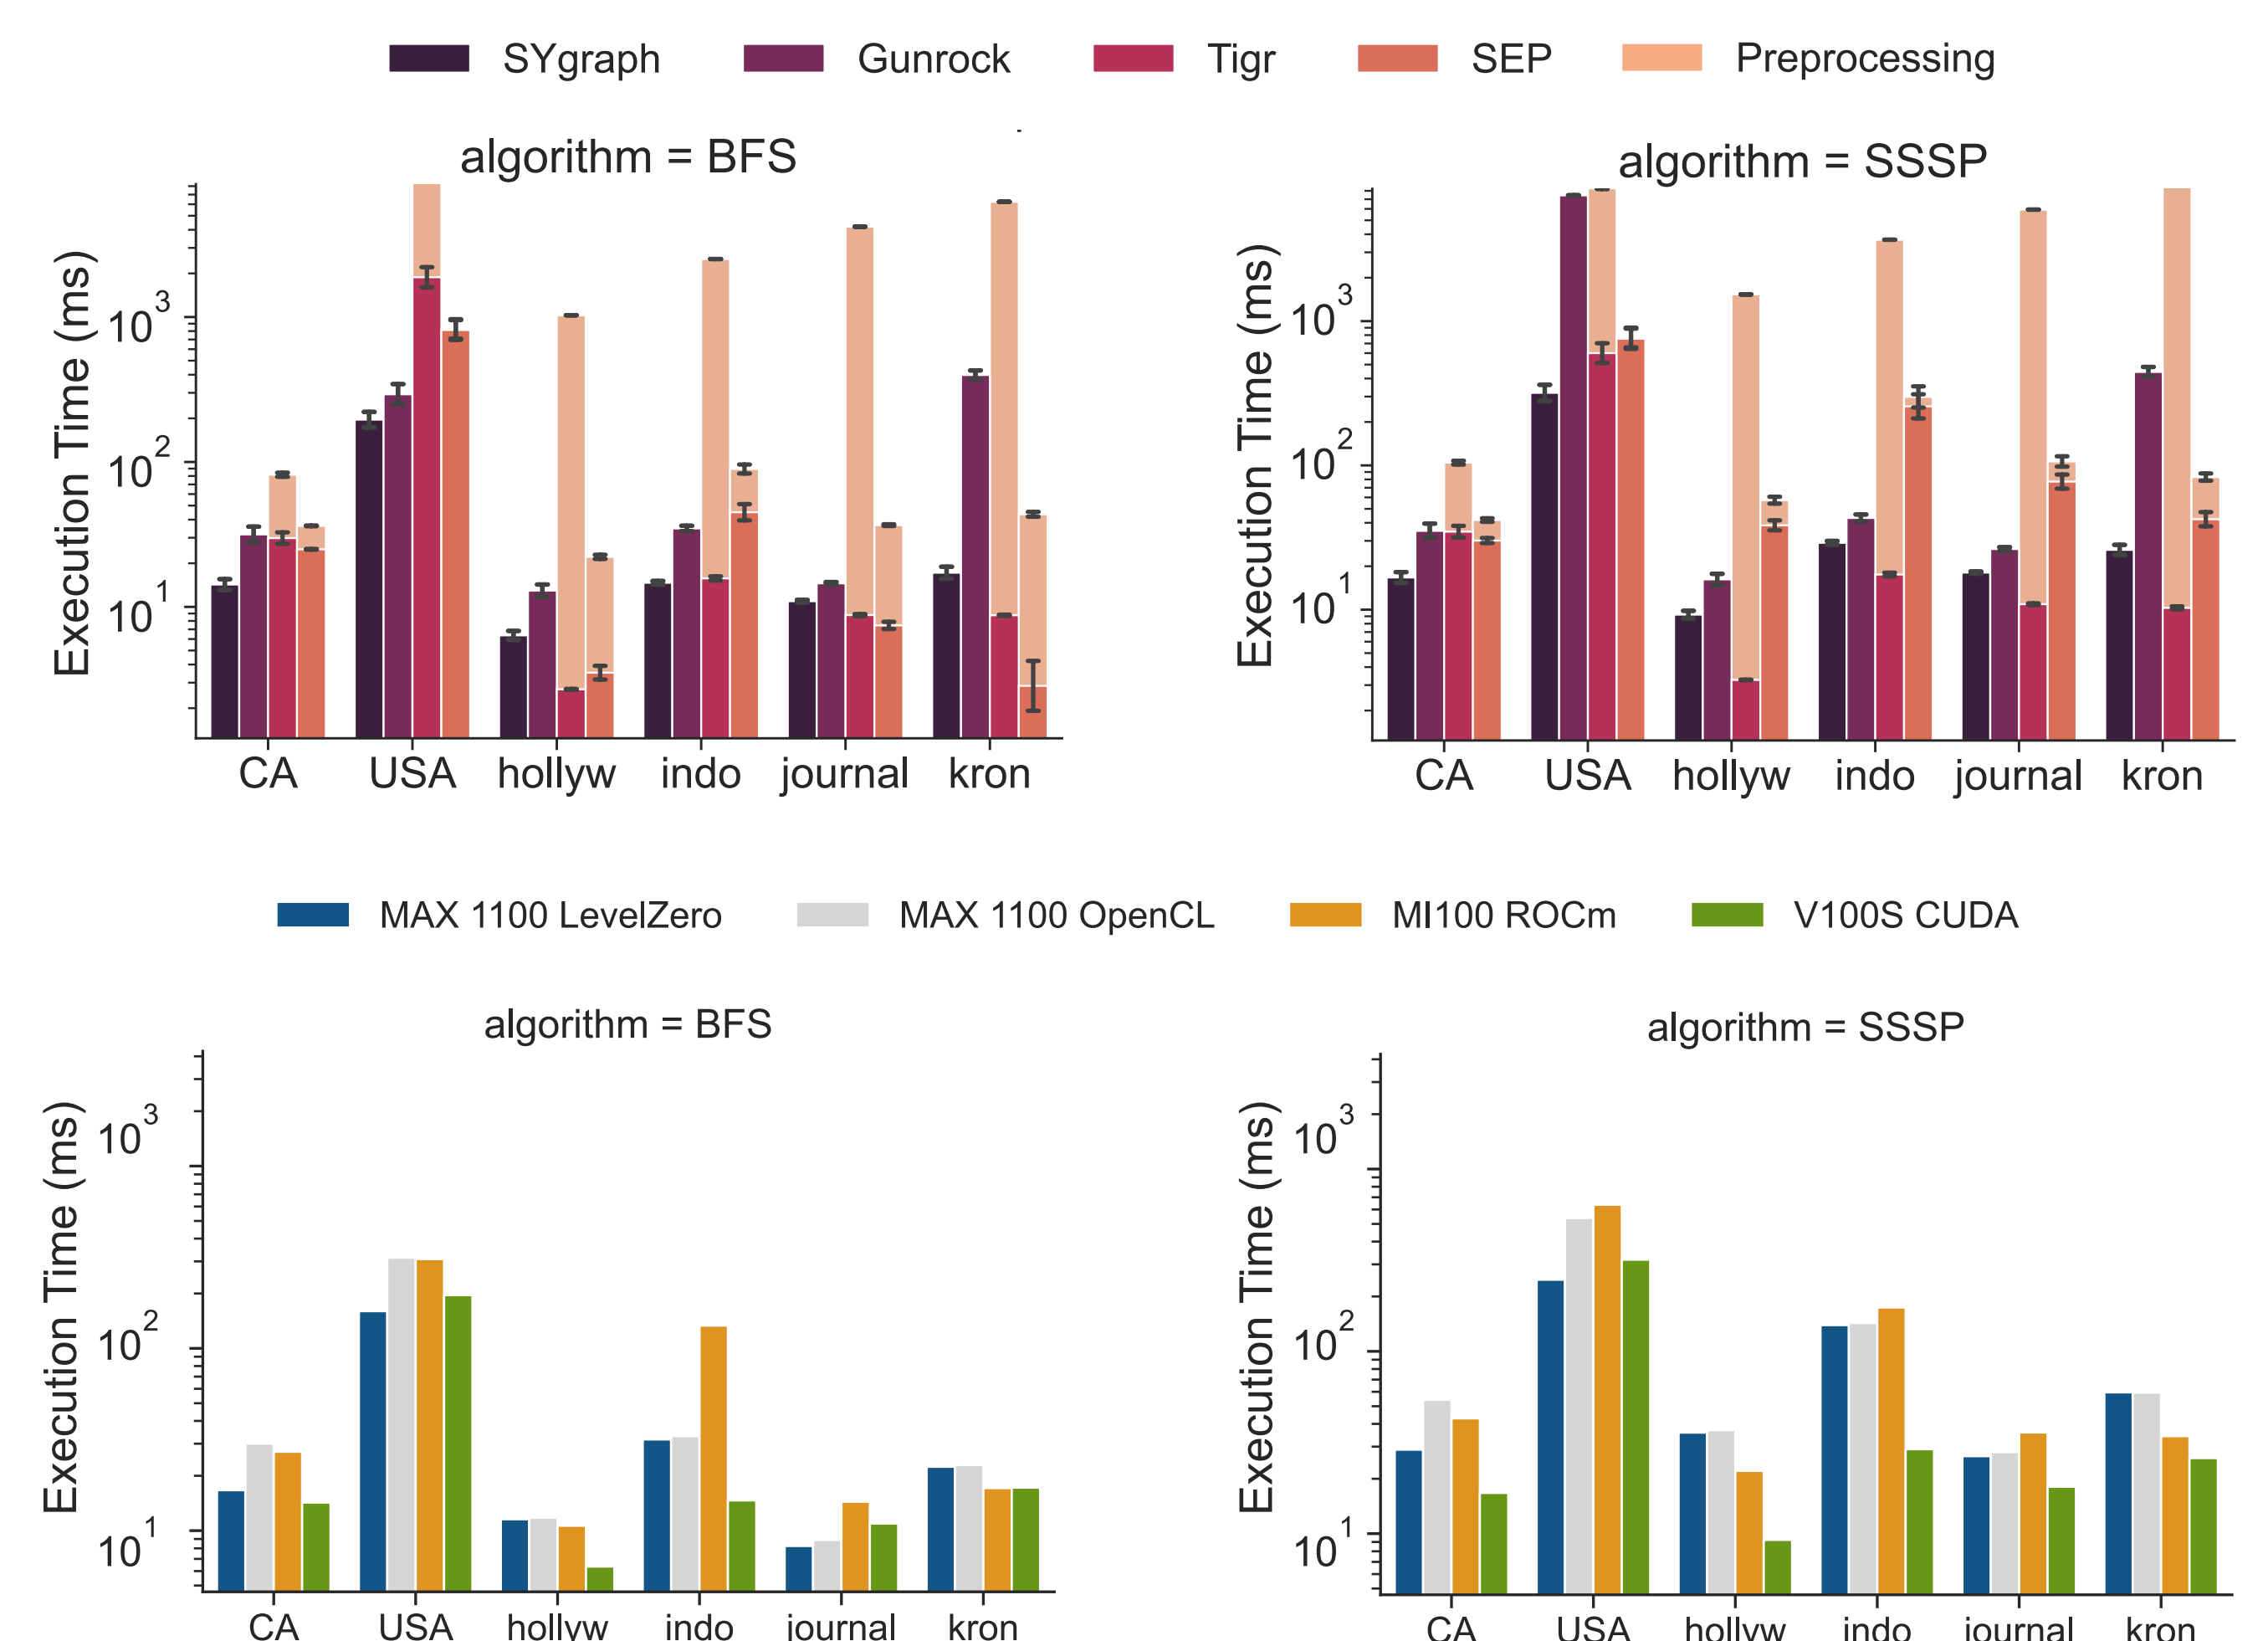 SYgraph Gunrock Tigr SEP Preprocessing
algorithm = BFS
Execution Time (ms)
10^3
10^2
10^1
CA USA hollyw indo journal kron
algorithm = SSSP
Execution Time (ms)
10^3
10^2
10^1
CA USA hollyw indo journal kron
MAX 1100 LevelZero MAX 1100 OpenCL MI100 ROCm V100S CUDA
algorithm = BFS
Execution Time (ms)
10^3
10^2
10^1
CA USA hollyw indo journal kron
algorithm = SSSP
Execution Time (ms)
10^3
10^2
10^1
CA USA hollyw indo journal kron